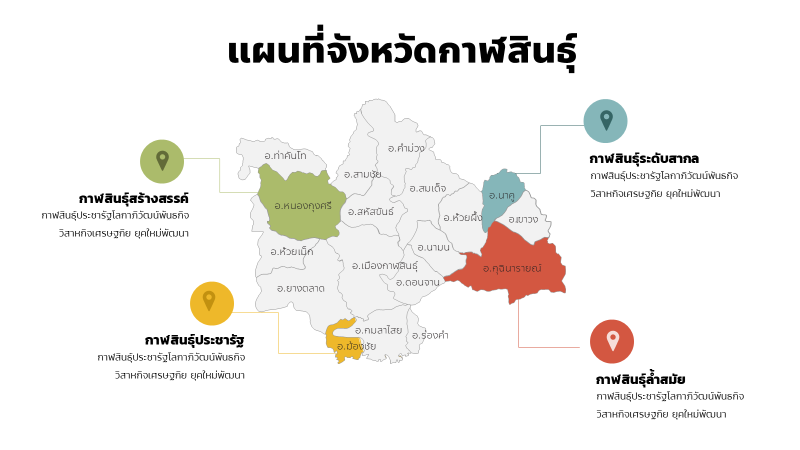 แผนที่จังหวัดกาฬสินธุ์
กาฬสินธุ์สร้างสรรค์
กาฬสินธุ์ประชารัฐโลกาภิวัฒน์พันธกิจ
วิสาหกิจเศรษฐกิจ ยุคใหม่พัฒนา
กาฬสินธุ์ประชารัฐ
กาฬสินธุ์ประชารัฐโลกาภิวัฒน์พันธกิจ
วิสาหกิจเศรษฐกิจ ยุคใหม่พัฒนา
อ.ท่าคันโท
อ.คำม่วง
อ.สามชัย
อ.สมเด็จ
อ.นาคู
อ.หนองกุงศรี
อ.สหัสขันธ์
อ.ห้วยผึ้ง
อ.เขาวง
อ.ห้วยเม็ก
อ.นามน
อ.เมืองกาฬสินธุ์
อ.กุฉินารายณ์
อ.ยางตลาด
อ.ดอนจาน
อ.กมลาไสย
อ.ร่องคำ
อ.ฆ้องชัย
กาฬสินธุ์ระดับสากล
กาฬสินธุ์ประชารัฐโลกาภิวัฒน์พันธกิจ
วิสาหกิจเศรษฐกิจ ยุคใหม่พัฒนา
กาฬสินธุ์ล้ำสมัย
กาฬสินธุ์ประชารัฐโลกาภิวัฒน์พันธกิจ
วิสาหกิจเศรษฐกิจ ยุคใหม่พัฒนา